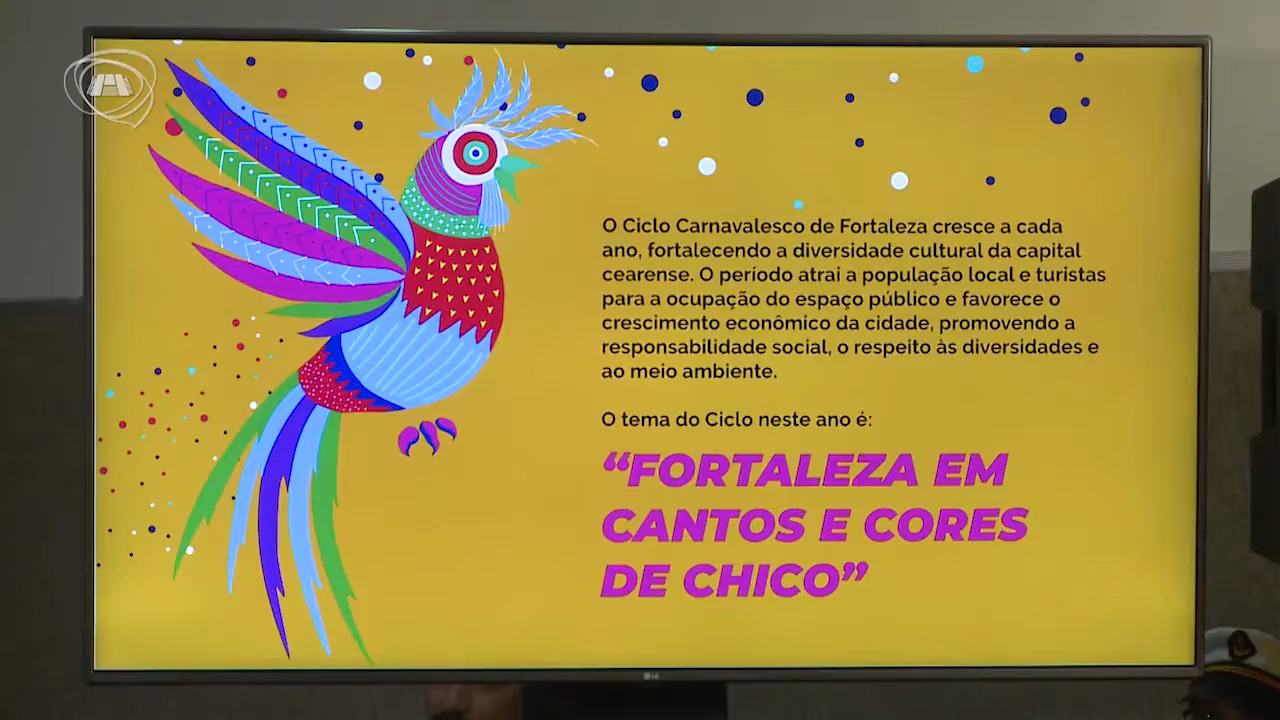 O Ciclo Carnavalesco de Fortaleza cresce a cada
ano, fortalecendo a diversidade cultural da capital
cearense. O período atrai a população local e turistas
para a ocupação do espaço público e favorece o
crescimento econômico da cidade, promovendo a
responsabilidade social, o respeito às diversidades e
ao meio ambiente.
O tema do Ciclo neste ano é:
“FORTALEZA EM
CANTOS E CORES
DE CHICO”
LG